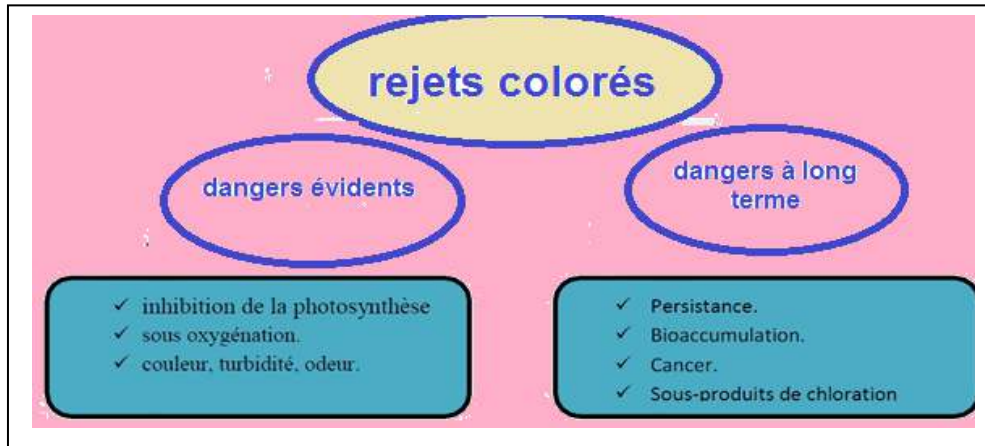 rejets colorés
dangers évidents
dangers à long
terme
✓ inhibition de la photosynthèse
✓ sous oxygénation.
✓ couleur, turbidité, odeur.
✓ Persistance.
✓ Bioaccumulation.
✓ Cancer.
✓ Sous-produits de chloration